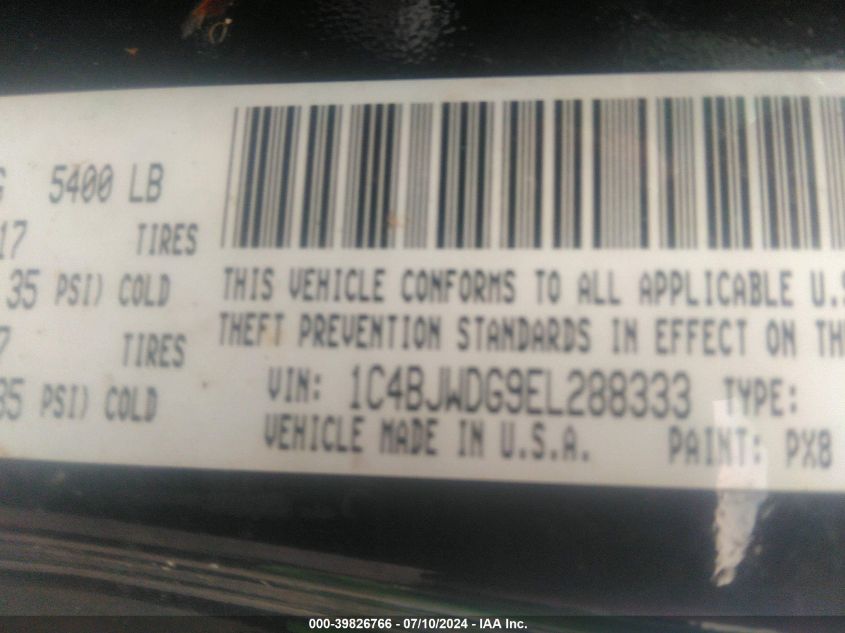 G 5400 LB
17 TIRES
35 PSI) COLD
7 TIRES
35 PSI) COLD
THIS VEHICLE CONFORMS TO ALL APPLICABLE U.S
THEFT PREVENTION STANDARDS IN EFFECT ON TH
VIN: 1C4BJWDG9EL288333 TYPE:
VEHICLE MADE IN U.S.A. PAINT: PX8
000-39826766 - 07/10/2024 - IAA Inc.